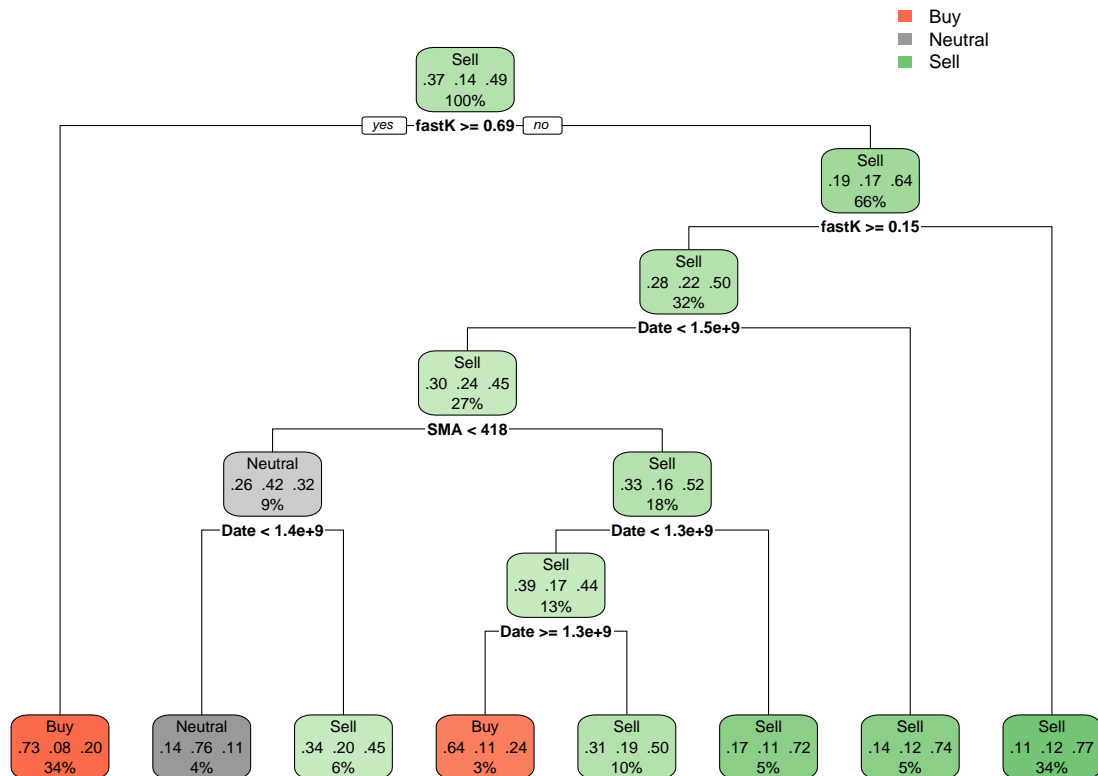 Buy
Neutral
Sell
Sell
.37 .14 .49
100%
yes fastK >= 0.69 no
Sell
.19 .17 .64
66%
fastK >= 0.15
Sell
.28 .22 .50
32%
Date < 1.5e+9
Sell
.30 .24 .45
27%
SMA < 418
Neutral
.26 .42 .32
9%
Date < 1.4e+9
Sell
.33 .16 .52
18%
Date < 1.3e+9
Sell
.39 .17 .44
13%
Date >= 1.3e+9
Buy
.73 .08 .20
34%
Neutral
.14 .76 .11
4%
Sell
.34 .20 .45
6%
Buy
.64 .11 .24
3%
Sell
.31 .19 .50
10%
Sell
.17 .11 .72
5%
Sell
.14 .12 .74
5%
Sell
.11 .12 .77
34%